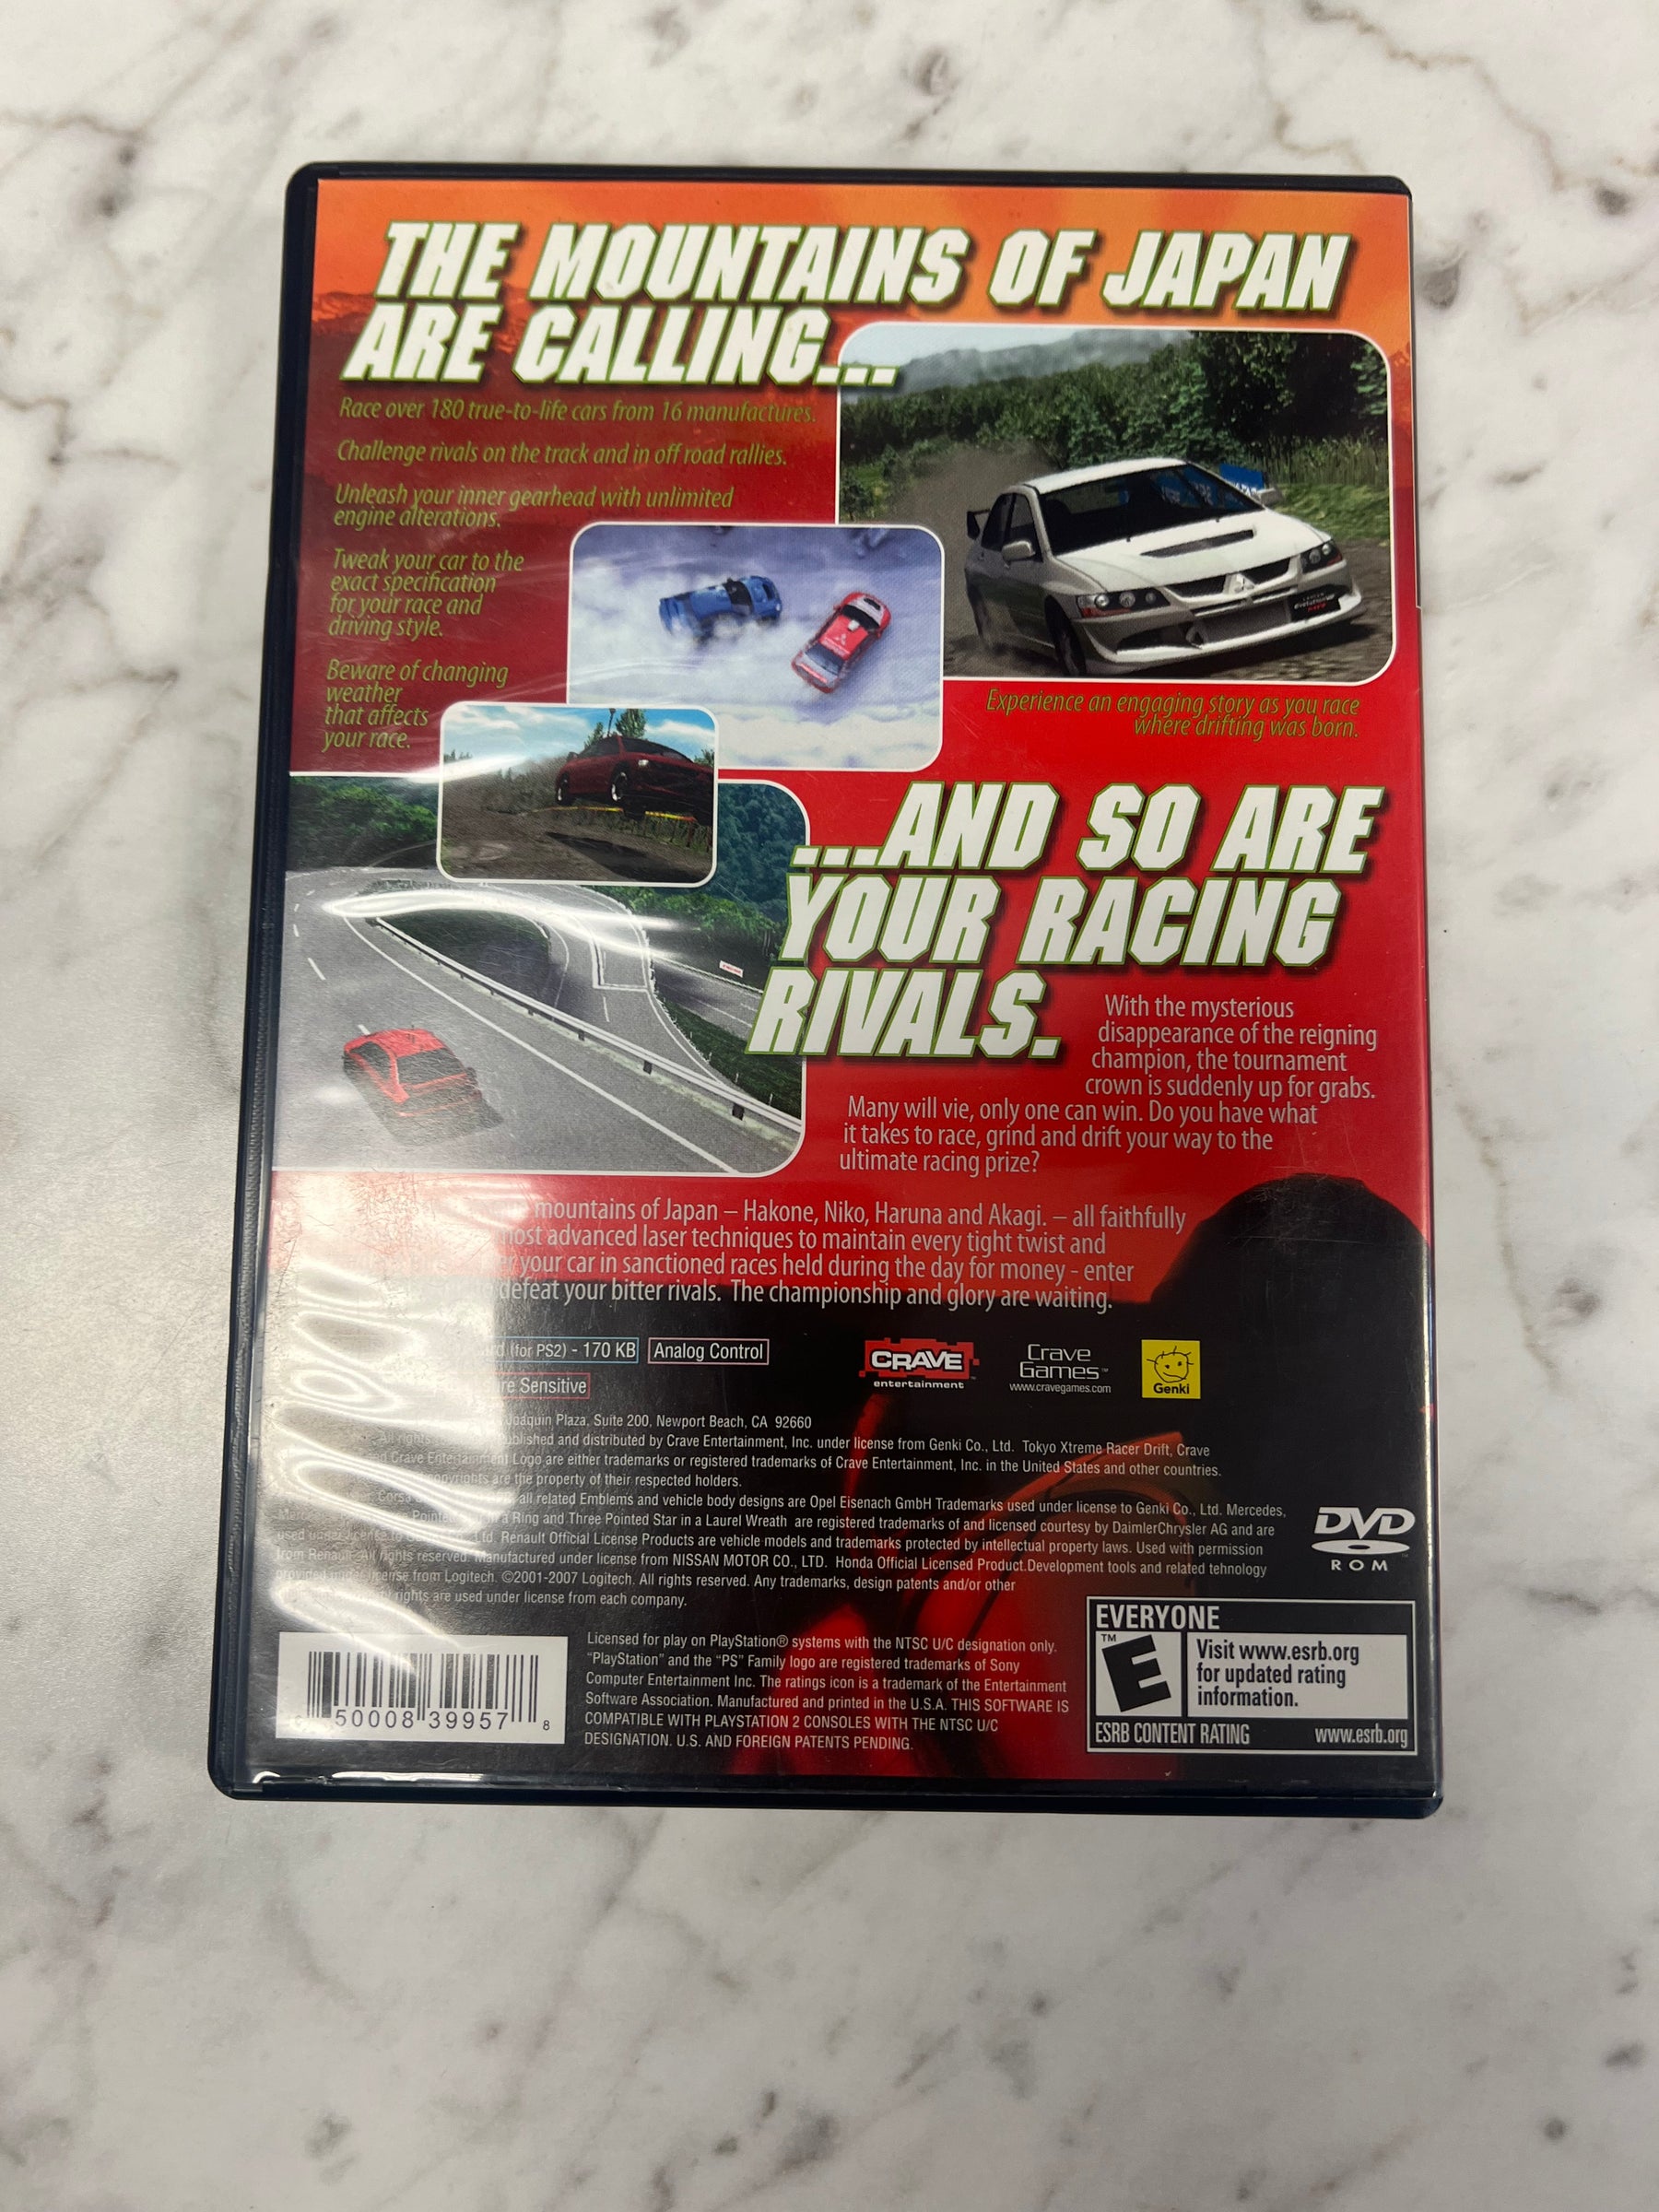 THE MOUNTAINS OF JAPAN
ARE CALLING...
Race over 180 true-to-life cars from 16 manufactures.
Challenge rivals on the track and in off road rallies.
Unleash your inner gearhead with unlimited
engine alterations.
Tweak your car to the
exact specification
for your race and
driving style.
Beware of changing
weather
that affects
your race.
Experience an engaging story as you race
where drifting was born.
...AND SO ARE
YOUR RACING
RIVALS.
With the mysterious
disappearance of the reigning
champion, the tournament
crown is suddenly up for grabs.
Many will vie, only one can win. Do you have what
it takes to race, grind and drift your way to the
ultimate racing prize?
mountains of Japan – Hakone, Niko, Haruna and Akagi. – all faithfully
most advanced laser techniques to maintain every tight twist and
your car in sanctioned races held during the day for money - enter
defeat your bitter rivals. The championship and glory are waiting.
(for PS2) - 170 KB
Analog Control
Sensitive
CRAVE
entertainment
Crave
Games™
www.cravegames.com
Genki
Joaquin Plaza, Suite 200, Newport Beach, CA 92660
All rights published and distributed by Crave Entertainment, Inc. under license from Genki Co., Ltd. Tokyo Xtreme Racer Drift, Crave
Crave Entertainment Logo are either trademarks or registered trademarks of Crave Entertainment, Inc. in the United States and other countries.
copyrights are the property of their respected holders.
all related Emblems and vehicle body designs are Opel Eisenach GmbH Trademarks used under license to Genki Co., Ltd. Mercedes,
a Ring and Three Pointed Star in a Laurel Wreath are registered trademarks of and licensed courtesy by DaimlerChrysler AG and are
used under license to Ltd. Renault Official License Products are vehicle models and trademarks protected by intellectual property laws. Used with permission
from Renault. All rights reserved. Manufactured under license from NISSAN MOTOR CO., LTD. Honda Official Licensed Product.Development tools and related tehnology
provided under license from Logitech. ©2001-2007 Logitech. All rights reserved. Any trademarks, design patents and/or other
rights are used under license from each company.
DVD
ROM
50008 39957 8
Licensed for play on PlayStation® systems with the NTSC U/C designation only.
"PlayStation" and the "PS" Family logo are registered trademarks of Sony
Computer Entertainment Inc. The ratings icon is a trademark of the Entertainment
Software Association. Manufactured and printed in the U.S.A. THIS SOFTWARE IS
COMPATIBLE WITH PLAYSTATION 2 CONSOLES WITH THE NTSC U/C
DESIGNATION. U.S. AND FOREIGN PATENTS PENDING.
EVERYONE
E™
Visit www.esrb.org
for updated rating
information.
ESRB CONTENT RATING
www.esrb.org